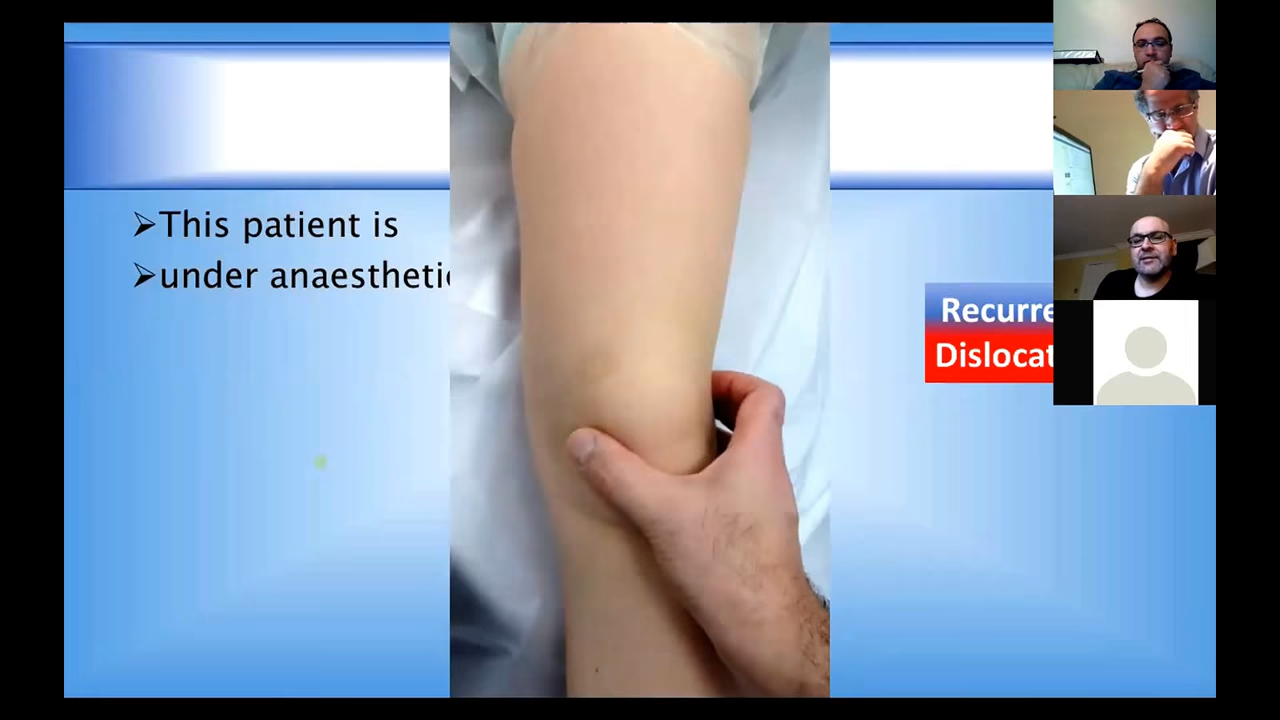 ➢This patient is
➢under anaesthetic
Recurre
Dislocat